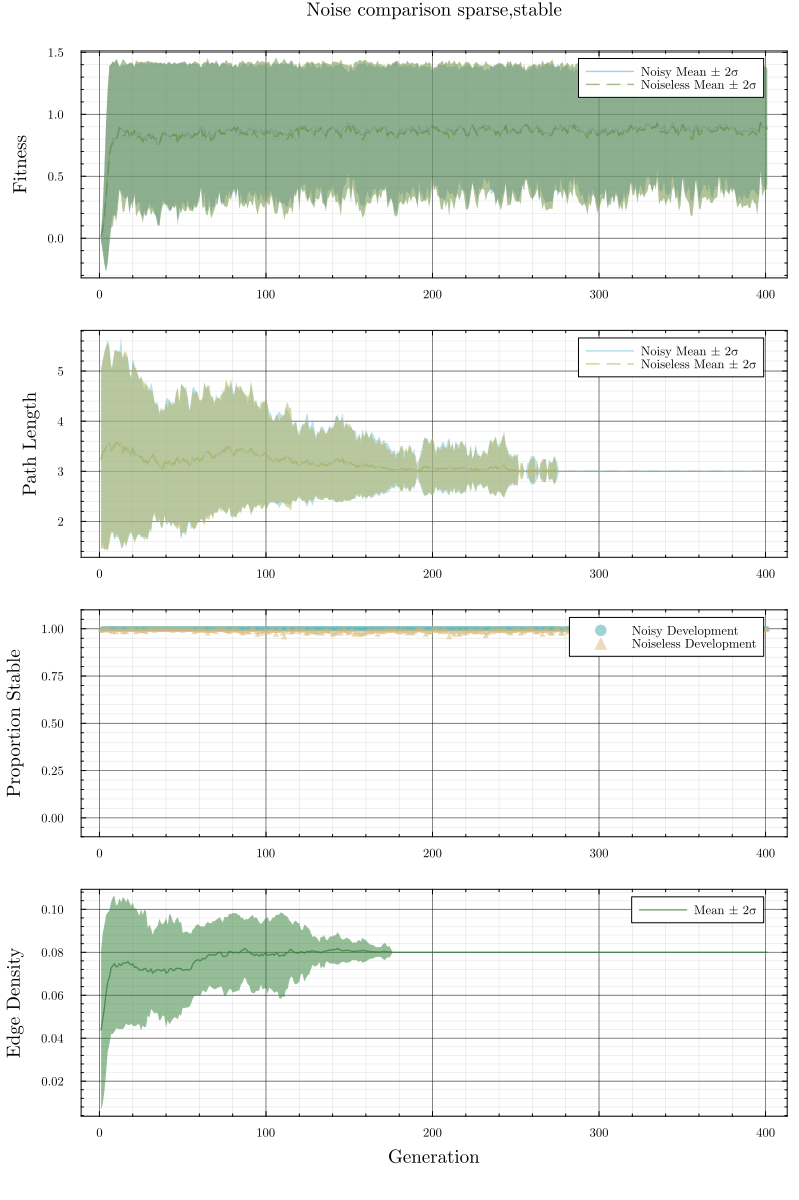 Noise comparison sparse,stable
1.5
1.0
0.5
0.0
Fitness
Noisy Mean ± 2σ
Noiseless Mean ± 2σ
0 100 200 300 400
5
4
3
2
Path Length
Noisy Mean ± 2σ
Noiseless Mean ± 2σ
0 100 200 300 400
1.00
0.75
0.50
0.25
0.00
Proportion Stable
Noisy Development
Noiseless Development
0 100 200 300 400
0.10
0.08
0.06
0.04
0.02
Edge Density
Mean ± 2σ
0 100 200 300 400
Generation